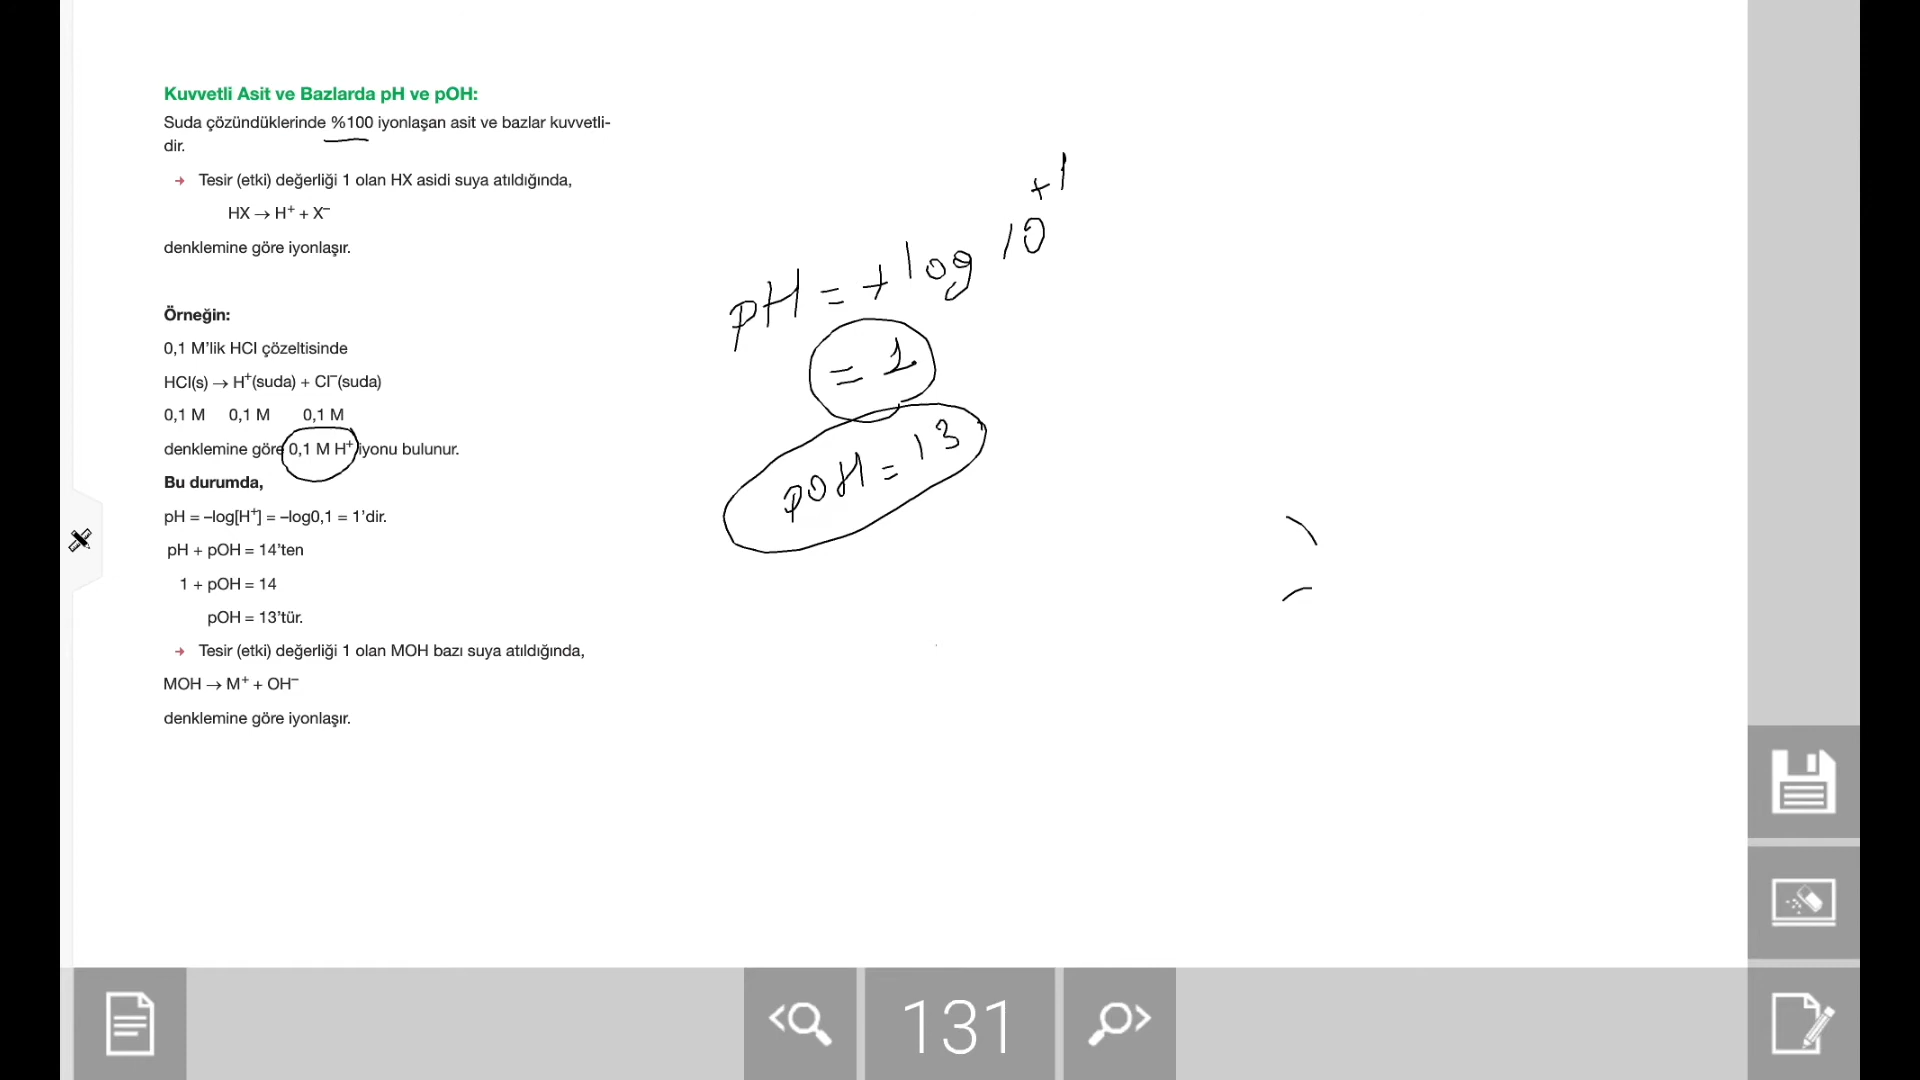 Kuvvetli Asit ve Bazlarda pH ve pOH:
Suda çözündüklerinde %100 iyonlaşan asit ve bazlar kuvvetli-
dir.
→ Tesir (etki) değerliği 1 olan HX asidi suya atıldığında,
HX → H⁺ + X⁻
denklemine göre iyonlaşır.
Örneğin:
0,1 M’lik HCl çözeltisinde
HCl(s) → H⁺(suda) + Cl⁻(suda)
0,1 M 0,1 M 0,1 M
denklemine göre 0,1 M H⁺ iyonu bulunur.
Bu durumda,
pH = –log[H⁺] = –log0,1 = 1’dir.
pH + pOH = 14’ten
1 + pOH = 14
pOH = 13’tür.
→ Tesir (etki) değerliği 1 olan MOH bazı suya atıldığında,
MOH → M⁺ + OH⁻
denklemine göre iyonlaşır.
pH = + log 10⁺¹
= 1
pOH = 13
131